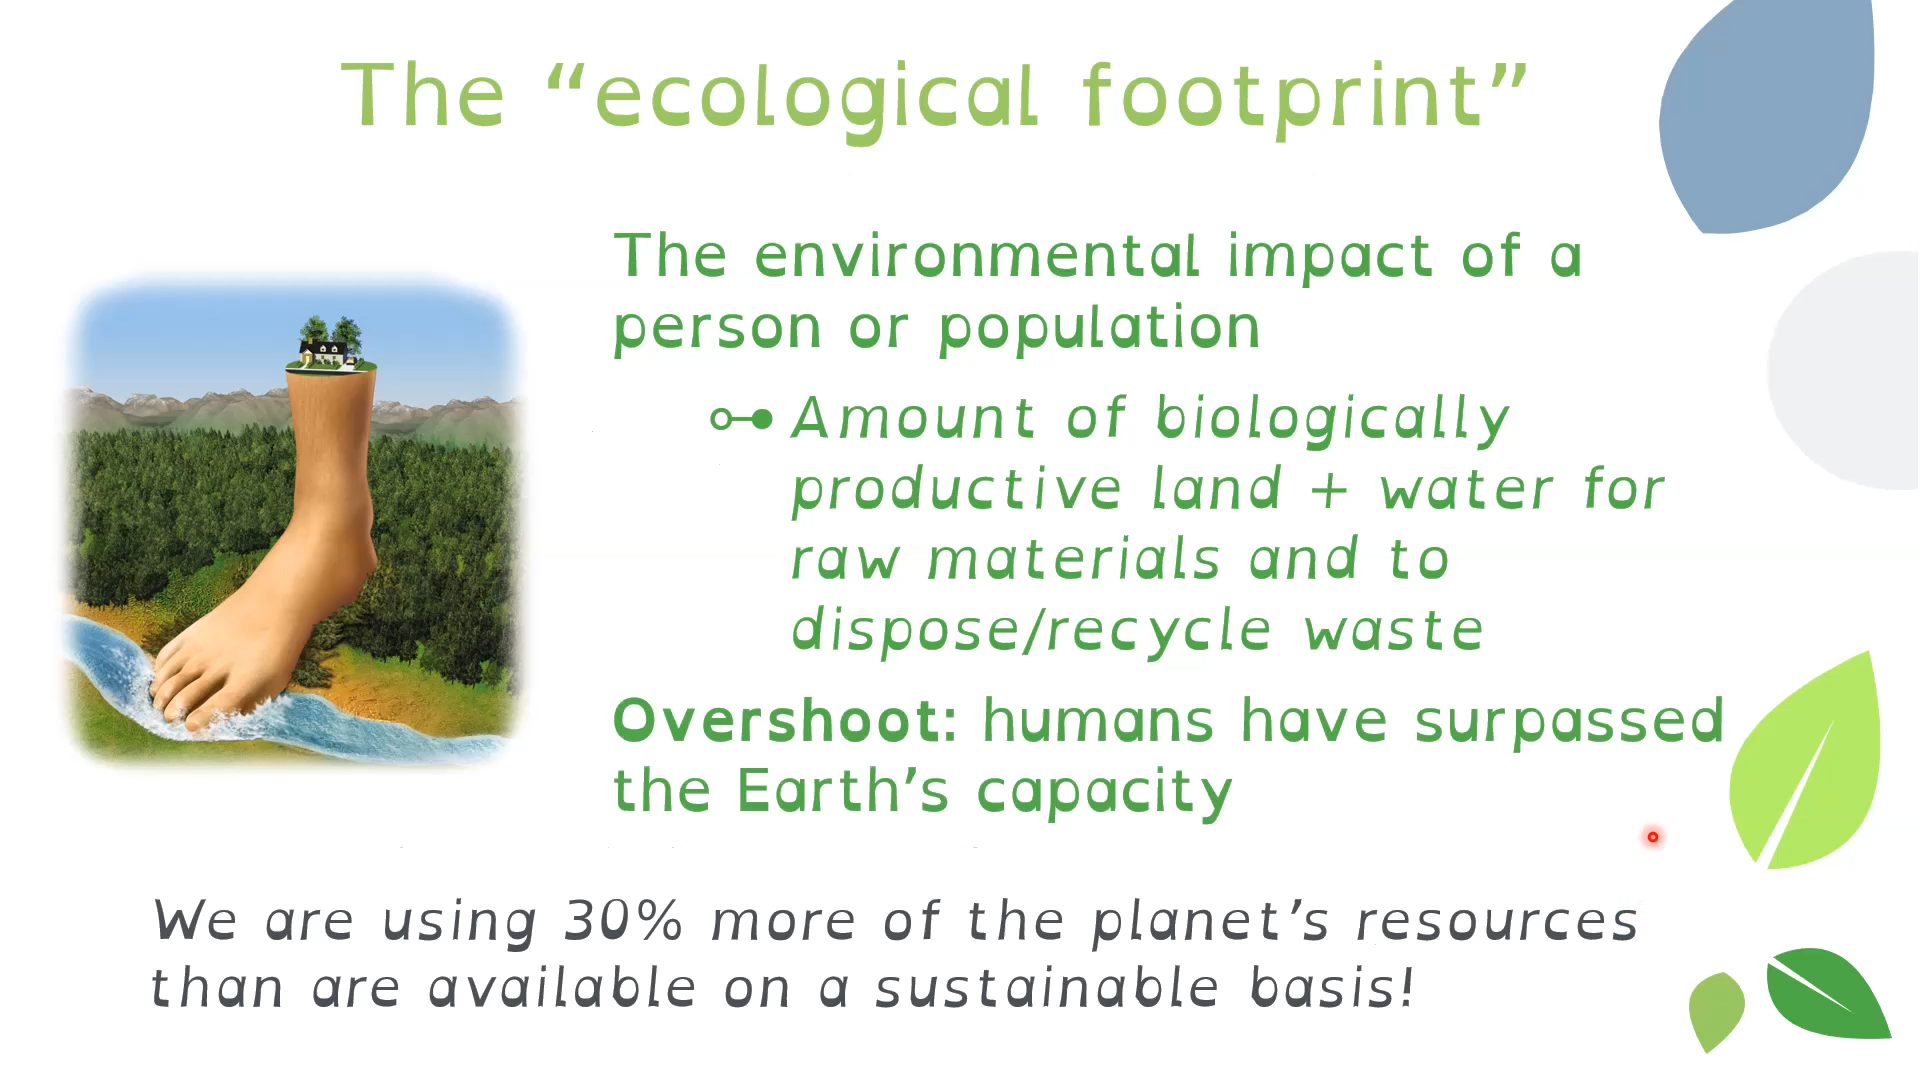 The “ecological footprint”
The environmental impact of a
person or population
Amount of biologically
productive land + water for
raw materials and to
dispose/recycle waste
Overshoot: humans have surpassed
the Earth’s capacity
We are using 30% more of the planet’s resources
than are available on a sustainable basis!